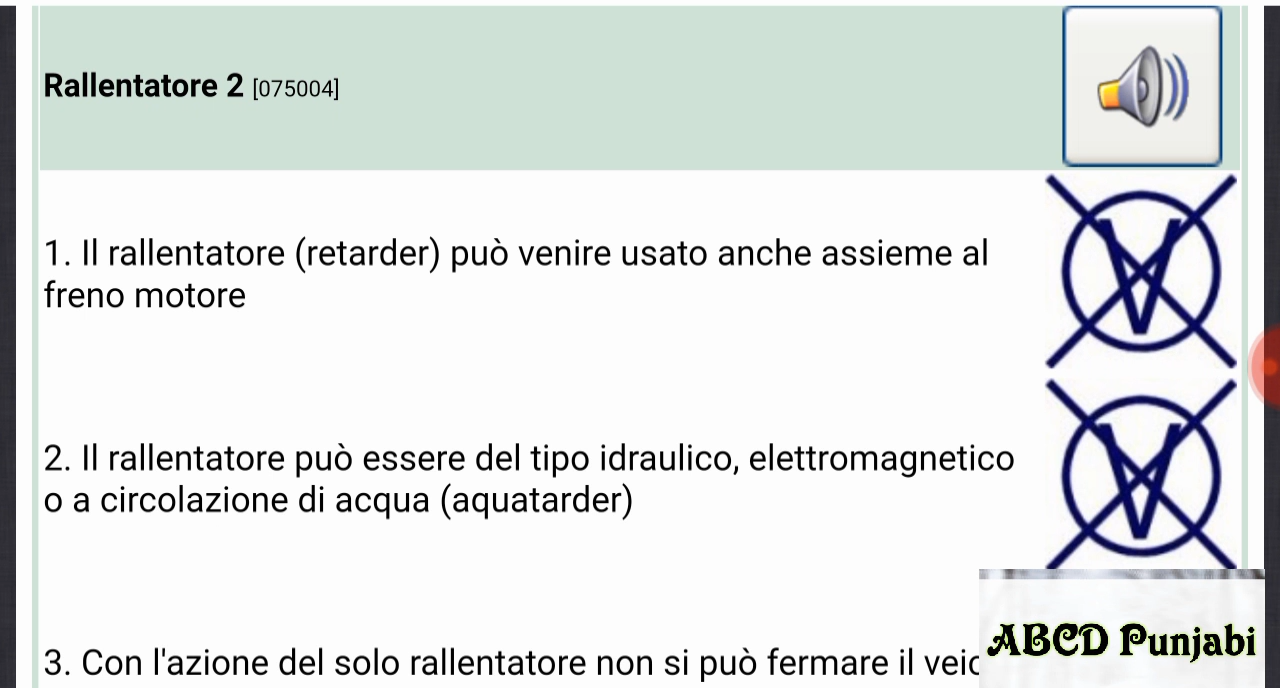 Rallentatore 2 [075004]
1. Il rallentatore (retarder) può venire usato anche assieme al
freno motore
V
2. Il rallentatore può essere del tipo idraulico, elettromagnetico
o a circolazione di acqua (aquatarder)
V
3. Con l'azione del solo rallentatore non si può fermare il
ABCD Punjabi